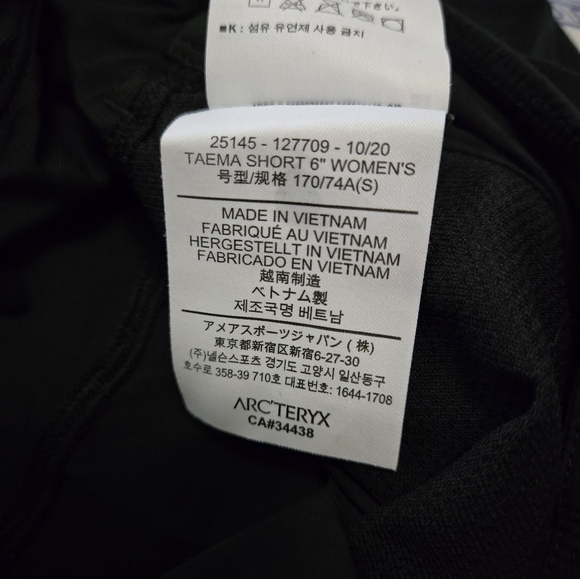 ■K : 섬유 유연제 사용 금지
25145 - 127709 - 10/20
TAEMA SHORT 6" WOMEN'S
号型/规格 170/74A(S)
MADE IN VIETNAM
FABRIQUÉ AU VIETNAM
HERGESTELLT IN VIETNAM
FABRICADO EN VIETNAM
越南制造
ベトナム製
제조국명 베트남
アメアスポーツジャパン ( 株)
東京都新宿区新宿6-27-30
(주)넬슨스포츠 경기도 고양시 일산동구
호수로 358-39 710호 대표번호: 1644-1708
ARC'TERYX
CA#34438